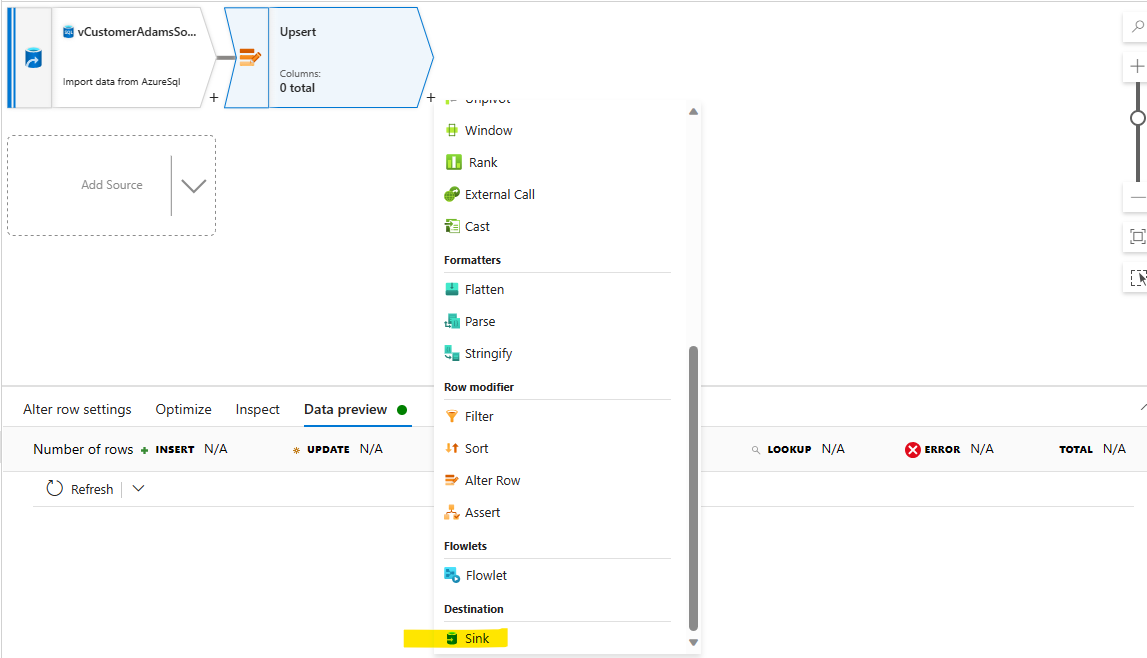 vCustomerAdamsSo...
Import data from AzureSql
+
Upsert
Columns:
0 total
+
Add Source
Unpivot
Window
Rank
External Call
Cast
Formatters
Flatten
Parse
Stringify
Row modifier
Filter
Sort
Alter Row
Assert
Flowlets
Flowlet
Destination
Sink
Alter row settings Optimize Inspect Data preview
Number of rows + INSERT N/A * UPDATE N/A LOOKUP N/A ERROR N/A TOTAL N/A
Refresh